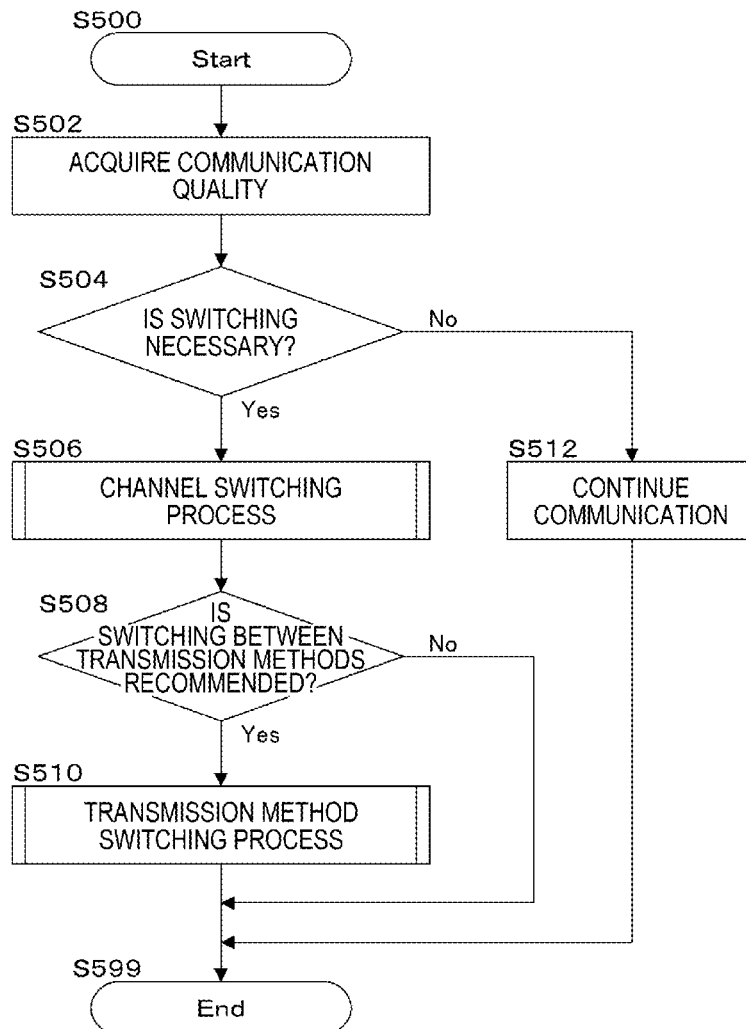 S500
Start
S502
ACQUIRE COMMUNICATION
QUALITY
S504
IS SWITCHING
NECESSARY?
No
Yes
S506
CHANNEL SWITCHING
PROCESS
S512
CONTINUE
COMMUNICATION
S508
IS
SWITCHING BETWEEN
TRANSMISSION METHODS
RECOMMENDED?
No
Yes
S510
TRANSMISSION METHOD
SWITCHING PROCESS
S599
End